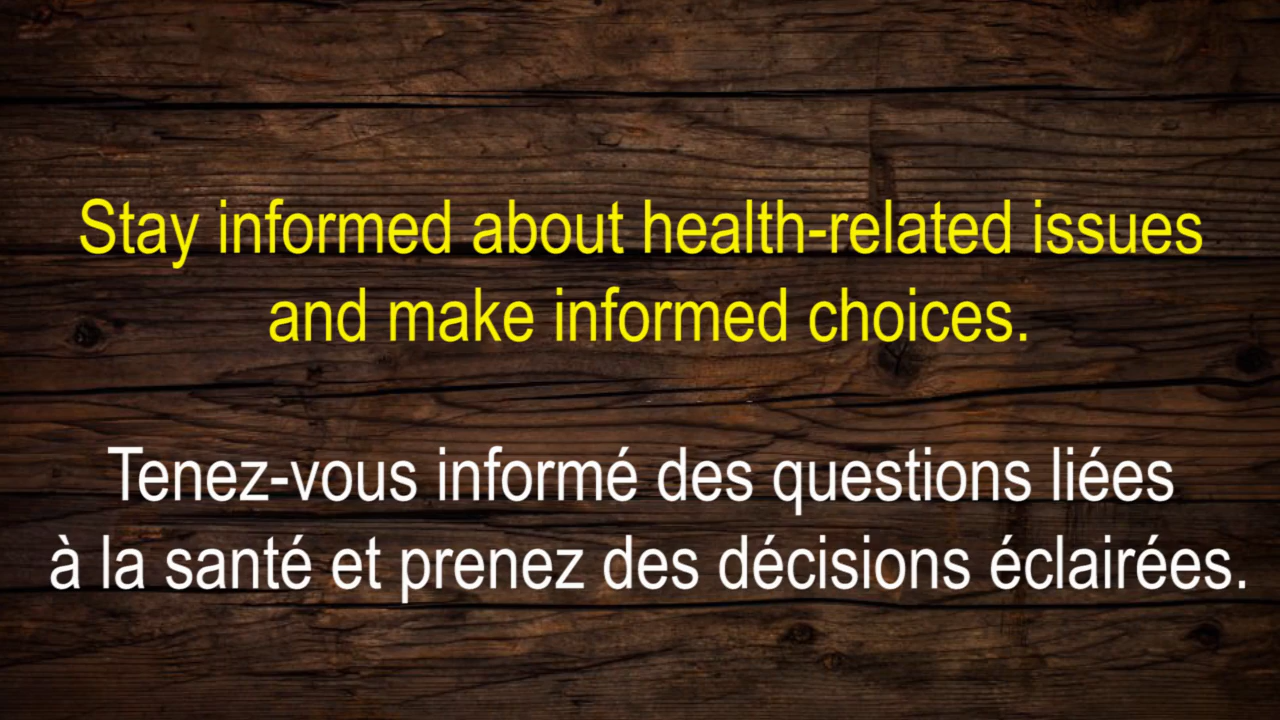 Stay informed about health-related issues
and make informed choices.
Tenez-vous informé des questions liées
à la santé et prenez des décisions éclairées.